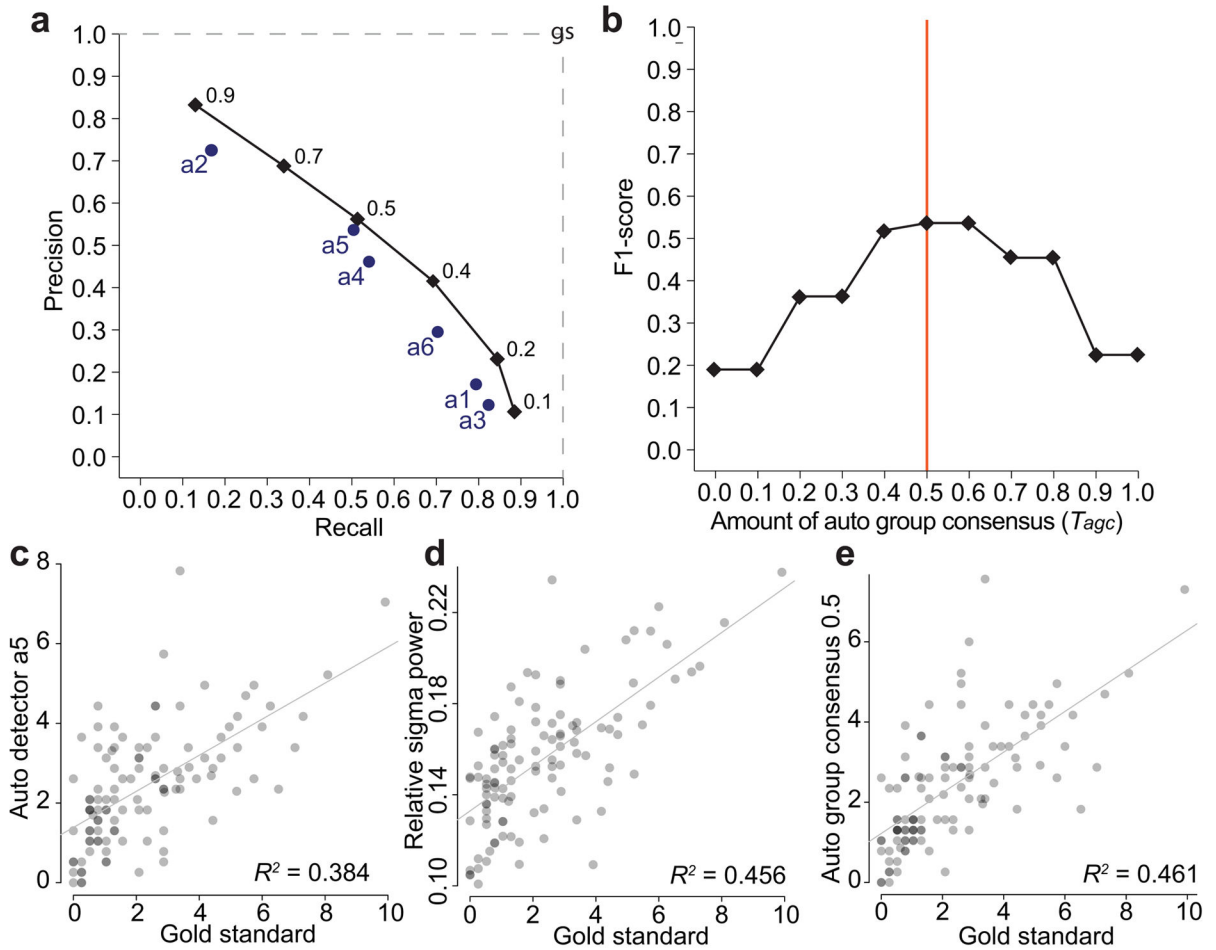 a
1.0
0.9
0.8
0.7
0.6
0.5
0.4
0.3
0.2
0.1
0.0
Precision
gs
0.9
0.7
0.5
0.4
0.2
0.1
a2
a5
a4
a6
a1
a3
0.0 0.1 0.2 0.3 0.4 0.5 0.6 0.7 0.8 0.9 1.0
Recall
b
1.0
0.9
0.8
0.7
0.6
0.5
0.4
0.3
0.2
0.1
0.0
F1-score
0.0 0.1 0.2 0.3 0.4 0.5 0.6 0.7 0.8 0.9 1.0
Amount of auto group consensus (Tagc)
c
8
6
4
2
0
Auto detector a5
R² = 0.384
0 2 4 6 8 10
Gold standard
d
0.22
0.18
0.14
0.10
Relative sigma power
R² = 0.456
0 2 4 6 8 10
Gold standard
e
6
4
2
0
Auto group consensus 0.5
R² = 0.461
0 2 4 6 8 10
Gold standard